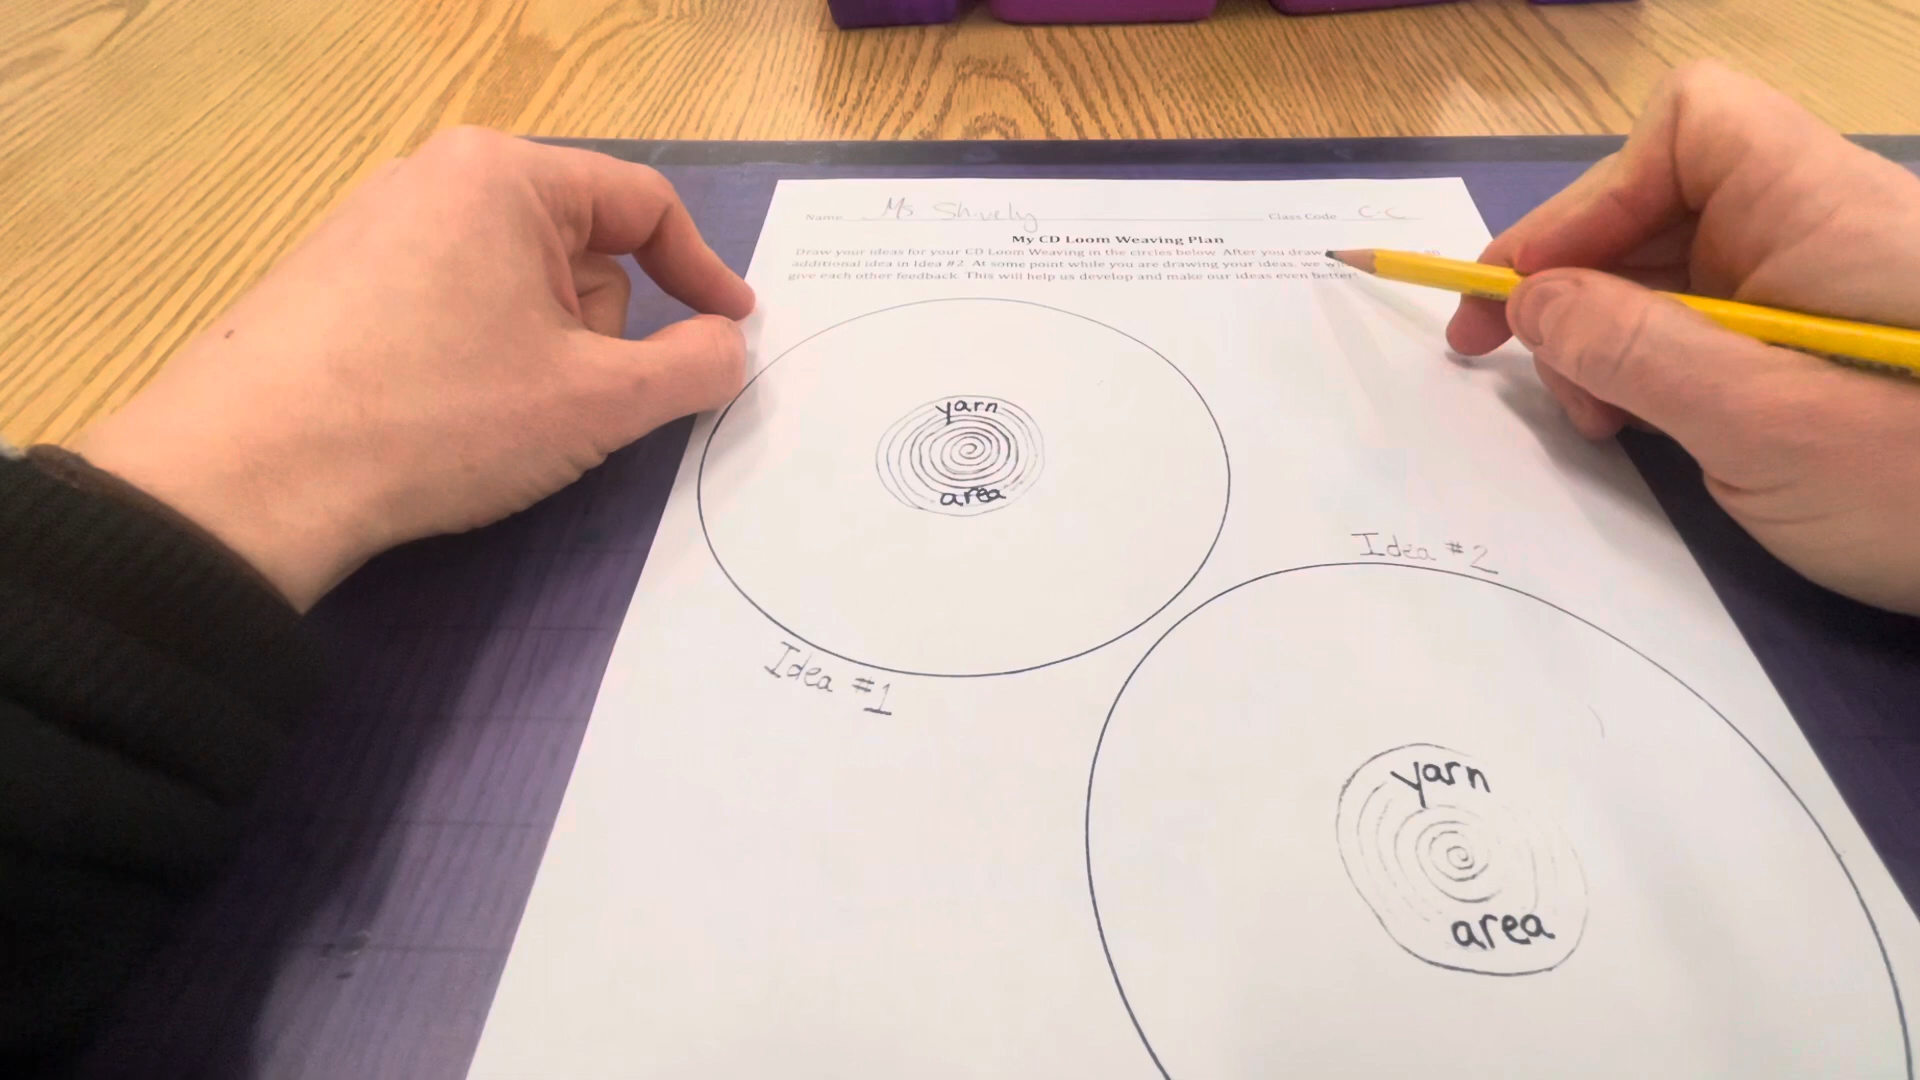 Name Ms Shively Class Code C-C
My CD Loom Weaving Plan
Draw your ideas for your CD Loom Weaving in the circles below. After you draw
additional idea in Idea #2. At some point while you are drawing your ideas, we
give each other feedback. This will help us develop and make our ideas even better!
yarn
area
Idea #1
Idea #2
yarn
area